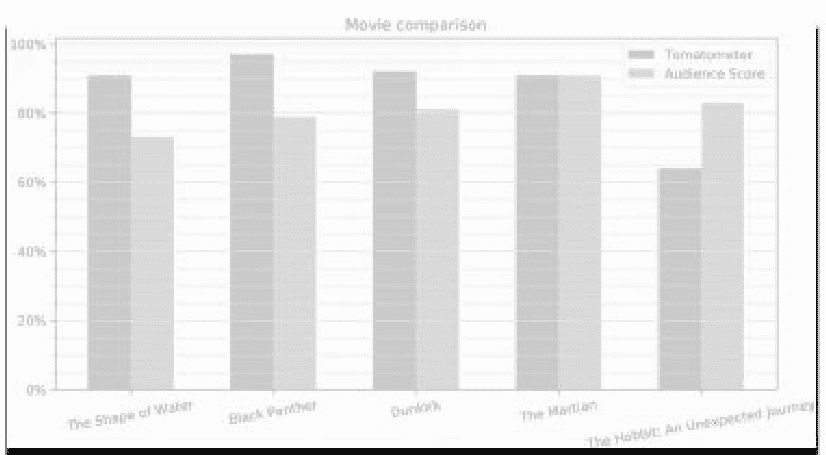 Movie comparison
100%
Tomatometer
Audience Score
80%
60%
40%
20%
0%
The Shape of Water
Black Panther
Dunkirk
The Martian
The Hobbit: An Unexpected Journey